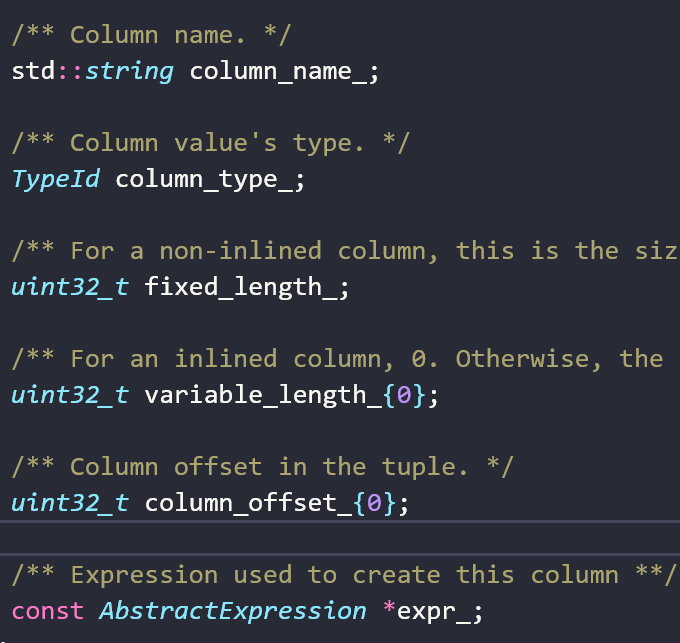 /** Column name. */
std::string column_name_;
/** Column value's type. */
TypeId column_type_;
/** For a non-inlined column, this is the siz
uint32_t fixed_length_;
/** For an inlined column, 0. Otherwise, the
uint32_t variable_length_{0};
/** Column offset in the tuple. */
uint32_t column_offset_{0};
/** Expression used to create this column **/
const AbstractExpression *expr_;